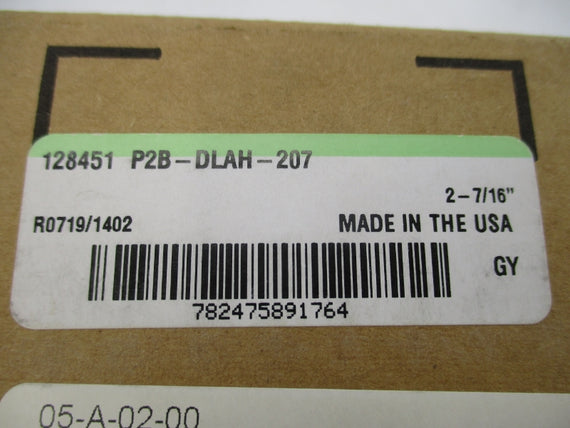 128451 P2B-DLAH-207
2-7/16"
R0719/1402 MADE IN THE USA
GY
782475891764
05-A-02-00